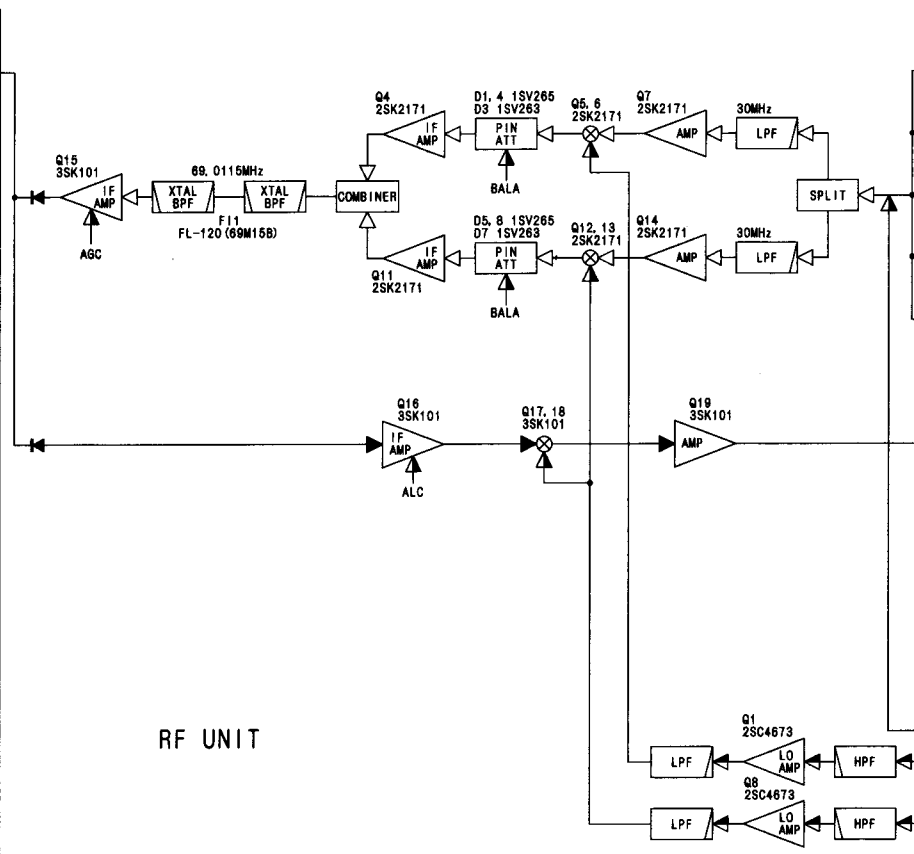 Q4
2SK2171
IF
AMP
D1, 4 1SV265
D3 1SV263
PIN
ATT
BALA
Q5, 6
2SK2171
Q7
2SK2171
AMP
30MHz
LPF
Q15
3SK101
IF
AMP
AGC
69. 0115MHz
XTAL
BPF
XTAL
BPF
FI1
FL-120(69M15B)
COMBINER
SPLIT
IF
AMP
Q11
2SK2171
D5, 8 1SV265
D7 1SV263
PIN
ATT
BALA
Q12, 13
2SK2171
Q14
2SK2171
AMP
30MHz
LPF
Q16
3SK101
IF
AMP
ALC
Q17, 18
3SK101
Q19
3SK101
AMP
RF UNIT
LPF
Q1
2SC4673
LO
AMP
HPF
LPF
Q8
2SC4673
LO
AMP
HPF